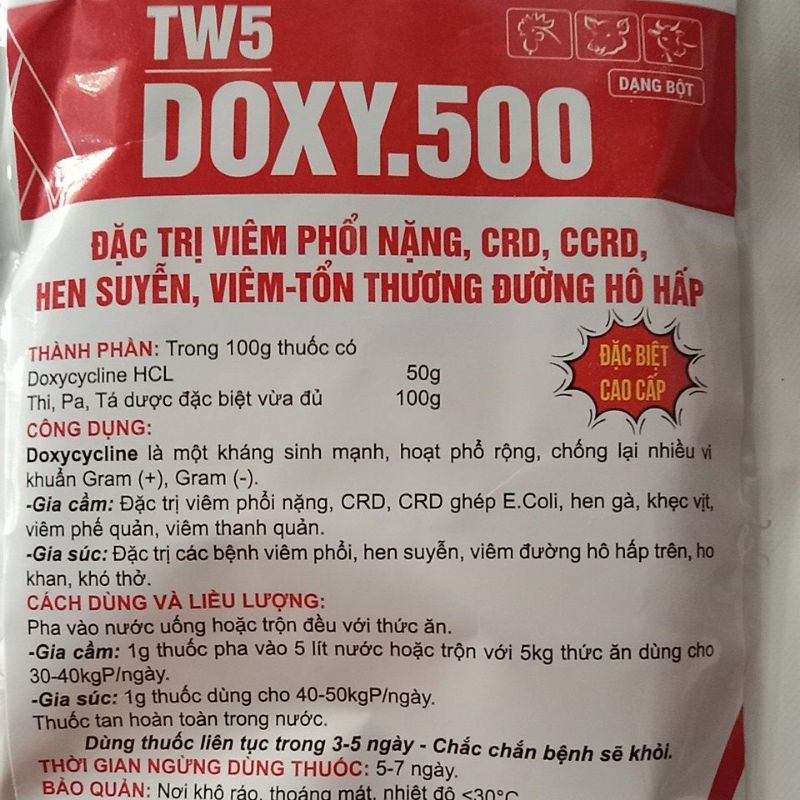 TW5
DOXY.500
DẠNG BỘT
ĐẶC TRỊ VIÊM PHỔI NẶNG, CRD, CCRD,
HEN SUYỄN, VIÊM-TỔN THƯƠNG ĐƯỜNG HÔ HẤP
THÀNH PHẦN: Trong 100g thuốc có
Doxycycline HCL 50g
Thi, Pa, Tá dược đặc biệt vừa đủ 100g
ĐẶC BIỆT
CAO CẤP
CÔNG DỤNG:
Doxycycline là một kháng sinh mạnh, hoạt phổ rộng, chống lại nhiều vi
khuẩn Gram (+), Gram (-).
-Gia cầm: Đặc trị viêm phổi nặng, CRD, CRD ghép E.Coli, hen gà, khẹc vịt,
viêm phế quản, viêm thanh quản.
-Gia súc: Đặc trị các bệnh viêm phổi, hen suyễn, viêm đường hô hấp trên, ho
khan, khó thở.
CÁCH DÙNG VÀ LIỀU LƯỢNG:
Pha vào nước uống hoặc trộn đều với thức ăn.
-Gia cầm: 1g thuốc pha vào 5 lít nước hoặc trộn với 5kg thức ăn dùng cho
30-40kgP/ngày.
-Gia súc: 1g thuốc dùng cho 40-50kgP/ngày.
Thuốc tan hoàn toàn trong nước.
Dùng thuốc liên tục trong 3-5 ngày - Chắc chắn bệnh sẽ khỏi.
THỜI GIAN NGỪNG DÙNG THUỐC: 5-7 ngày.
BẢO QUẢN: Nơi khô ráo, thoáng mát, nhiệt độ ≤30°C